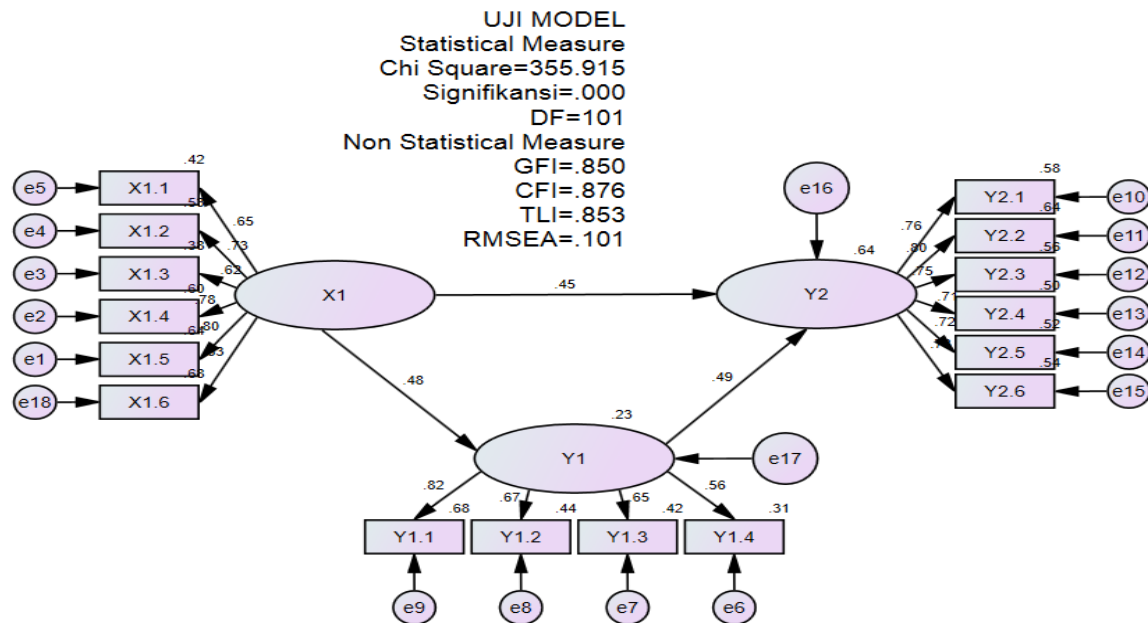 UJI MODEL
Statistical Measure
Chi Square=355.915
Signifikansi=.000
DF=101
Non Statistical Measure
GFI=.850
CFI=.876
TLI=.853
RMSEA=.101
.42
e5 X1.1
.65
e4 X1.2
.73
.38
e3 X1.3
.62
.60
e2 X1.4
.78
.64
.80
e1 X1.5
.68
e18 X1.6
X1
.45
.48
e16
.64
Y2
.49
.23
Y1
e17
.82 .67 .65 .56
.68 .44 .42 .31
Y1.1 Y1.2 Y1.3 Y1.4
e9 e8 e7 e6
.58
.76 Y2.1 e10
.64
.80 Y2.2 e11
.56
.75 Y2.3 e12
.50
.71 Y2.4 e13
.52
.72 Y2.5 e14
.54
Y2.6 e15